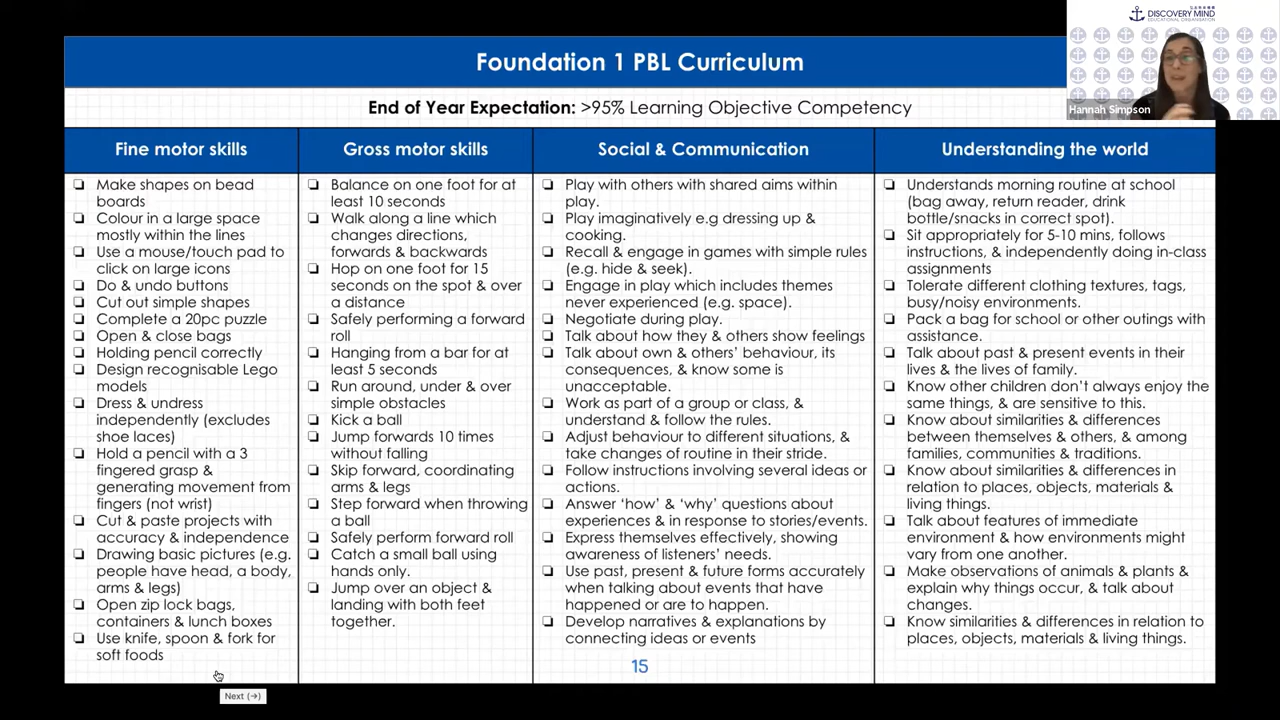 DISCOVERY MIND
EDUCATIONAL ORGANISATION
Hannah Simpson
Foundation 1 PBL Curriculum
End of Year Expectation: >95% Learning Objective Competency
Fine motor skills
Make shapes on bead
boards
Colour in a large space
mostly within the lines
Use a mouse/touch pad to
click on large icons
Do & undo buttons
Cut out simple shapes
Complete a 20pc puzzle
Open & close bags
Holding pencil correctly
Design recognisable Lego
models
Dress & undress
independently (excludes
shoe laces)
Hold a pencil with a 3
fingered grasp &
generating movement from
fingers (not wrist)
Cut & paste projects with
accuracy & independence
Drawing basic pictures (e.g.
people have head, a body,
arms & legs)
Open zip lock bags,
containers & lunch boxes
Use knife, spoon & fork for
soft foods
Gross motor skills
Balance on one foot for at
least 10 seconds
Walk along a line which
changes directions,
forwards & backwards
Hop on one foot for 15
seconds on the spot & over
a distance
Safely performing a forward
roll
Hanging from a bar for at
least 5 seconds
Run around, under & over
simple obstacles
Kick a ball
Jump forwards 10 times
without falling
Skip forward, coordinating
arms & legs
Step forward when throwing
a ball
Safely perform forward roll
Catch a small ball using
hands only.
Jump over an object &
landing with both feet
together.
Social & Communication
Play with others with shared aims within
play.
Play imaginatively e.g dressing up &
cooking.
Recall & engage in games with simple rules
(e.g. hide & seek).
Engage in play which includes themes
never experienced (e.g. space).
Negotiate during play.
Talk about how they & others show feelings
Talk about own & others' behaviour, its
consequences, & know some is
unacceptable.
Work as part of a group or class, &
understand & follow the rules.
Adjust behaviour to different situations, &
take changes of routine in their stride.
Follow instructions involving several ideas or
actions.
Answer 'how' & 'why' questions about
experiences & in response to stories/events.
Express themselves effectively, showing
awareness of listeners' needs.
Use past, present & future forms accurately
when talking about events that have
happened or are to happen.
Develop narratives & explanations by
connecting ideas or events
Understanding the world
Understands morning routine at school
(bag away, return reader, drink
bottle/snacks in correct spot).
Sit appropriately for 5-10 mins, follows
instructions, & independently doing in-class
assignments
Tolerate different clothing textures, tags,
busy/noisy environments.
Pack a bag for school or other outings with
assistance.
Talk about past & present events in their
lives & the lives of family.
Know other children don't always enjoy the
same things, & are sensitive to this.
Know about similarities & differences
between themselves & others, & among
families, communities & traditions.
Know about similarities & differences in
relation to places, objects, materials &
living things.
Talk about features of immediate
environment & how environments might
vary from one another.
Make observations of animals & plants &
explain why things occur, & talk about
changes.
Know similarities & differences in relation to
places, objects, materials & living things.
15
Next (→)